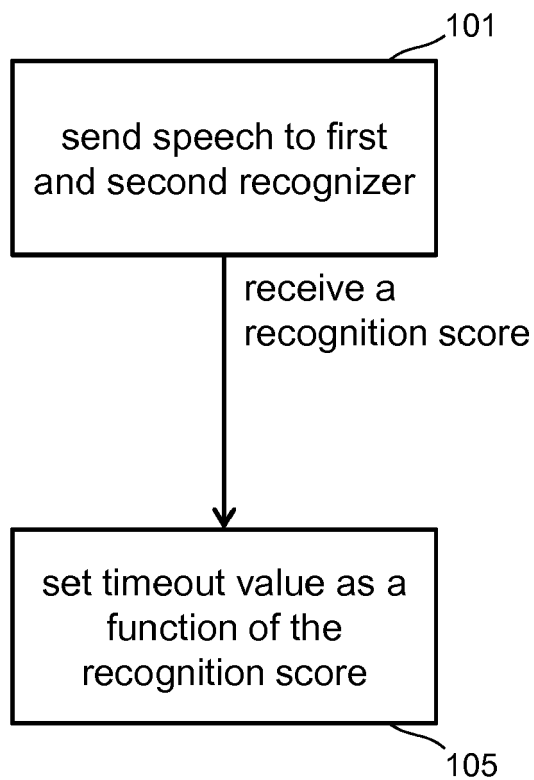 101
send speech to first
and second recognizer
receive a
recognition score
set timeout value as a
function of the
recognition score
105